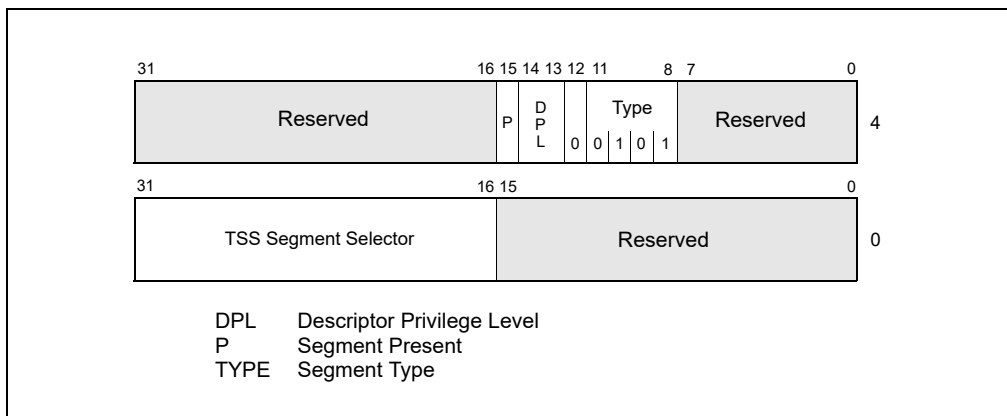 31 16 15 14 13 12 11 8 7 0
Reserved P DPL 0 Type 0 1 0 1 Reserved 4
31 16 15 0
TSS Segment Selector Reserved 0
DPL Descriptor Privilege Level
P Segment Present
TYPE Segment Type